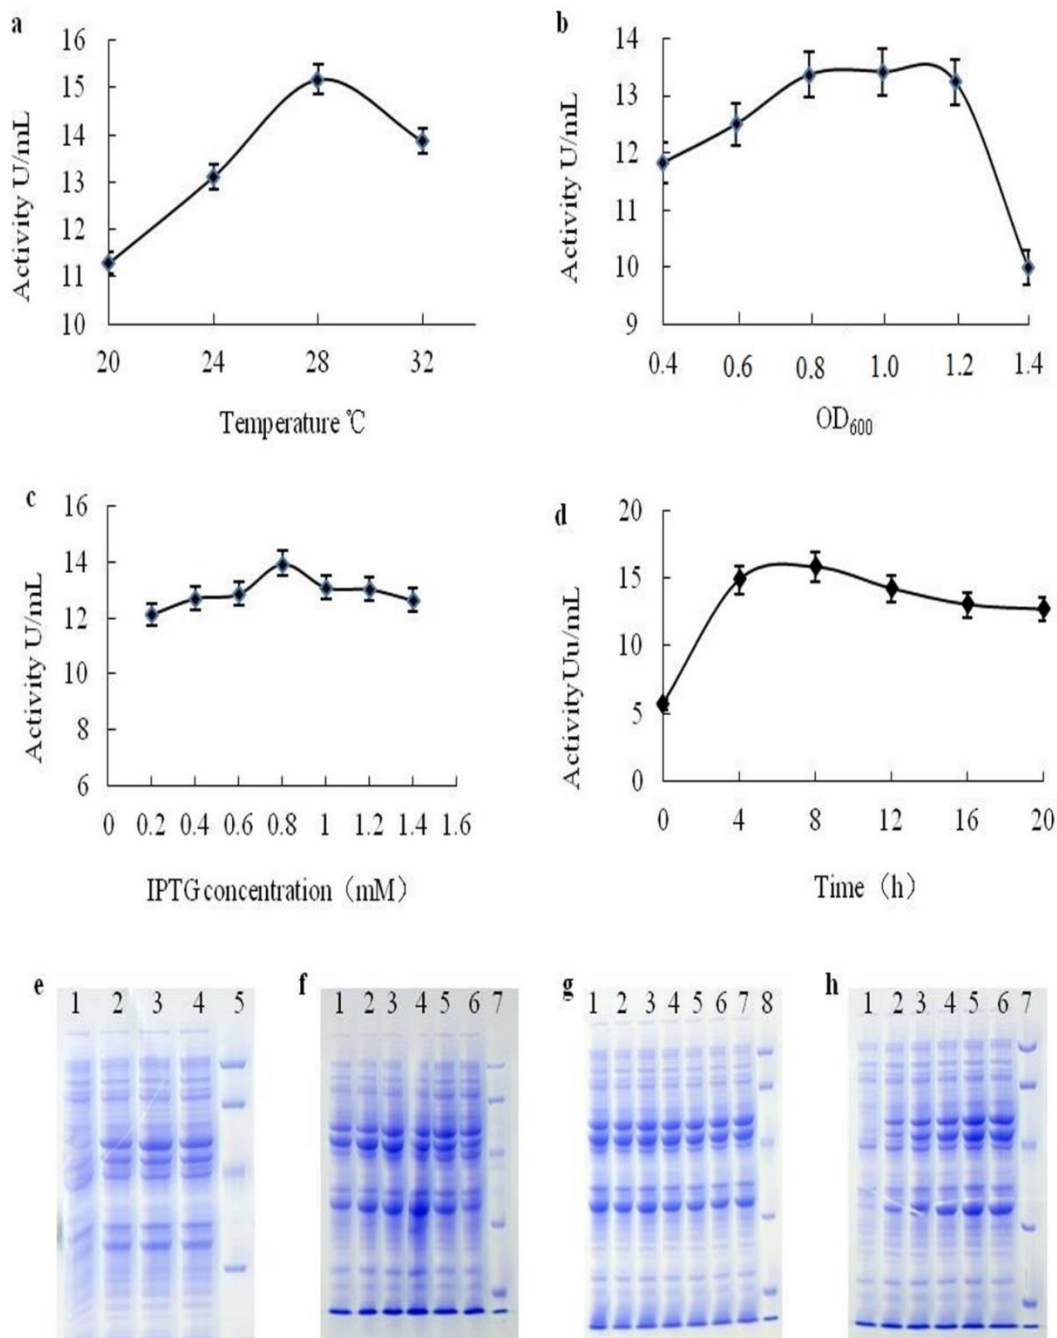 a
16
15
14
13
12
11
10
Activity U/mL
20 24 28 32
Temperature ℃
b
14
13
12
11
10
9
Activity U/mL
0.4 0.6 0.8 1.0 1.2 1.4
OD600
c
16
14
12
10
8
6
Activity U/mL
0 0.2 0.4 0.6 0.8 1 1.2 1.4 1.6
IPTG concentration（mM）
d
20
15
10
5
0
Activity Uu/mL
0 4 8 12 16 20
Time（h）
e
1 2 3 4 5
f
1 2 3 4 5 6 7
g
1 2 3 4 5 6 7 8
h
1 2 3 4 5 6 7